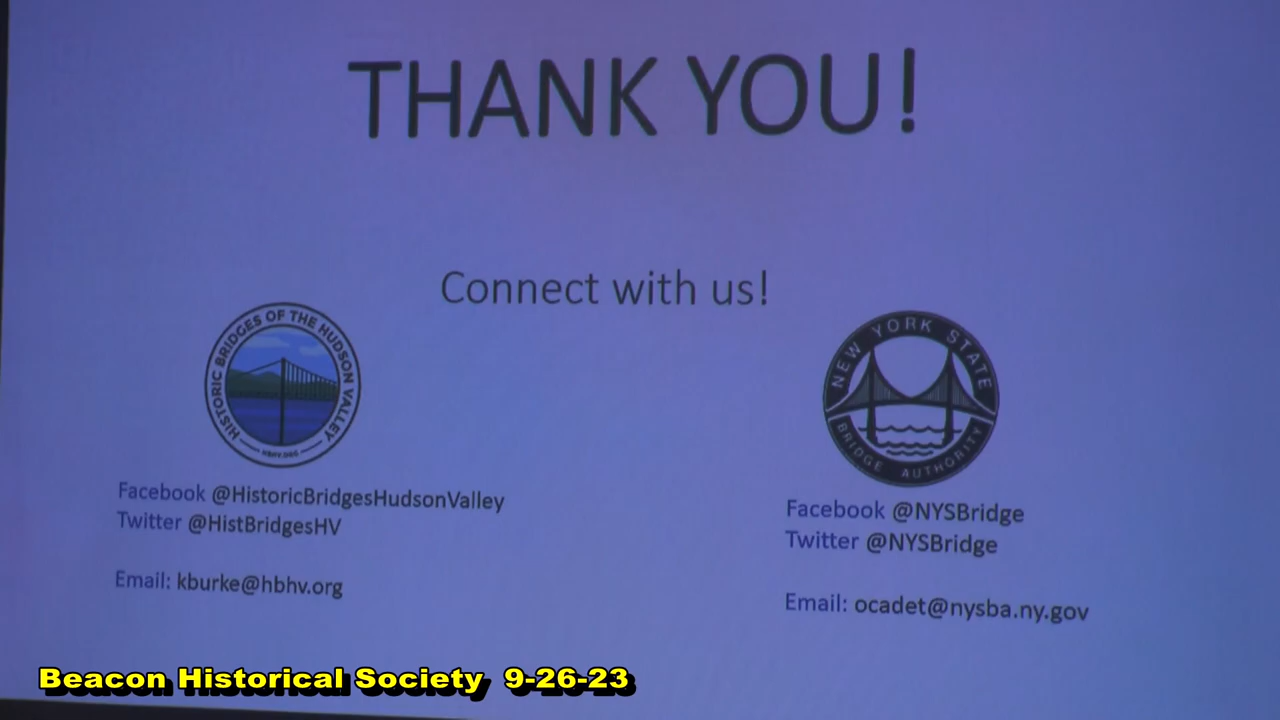 THANK YOU!
Connect with us!
HISTORIC BRIDGES OF THE HUDSON VALLEY
HBHV.ORG
Facebook @HistoricBridgesHudsonValley
Twitter @HistBridgesHV
Email: kburke@hbhv.org
NEW YORK STATE
BRIDGE AUTHORITY
Facebook @NYSBridge
Twitter @NYSBridge
Email: ocadet@nysba.ny.gov
Beacon Historical Society 9-26-23